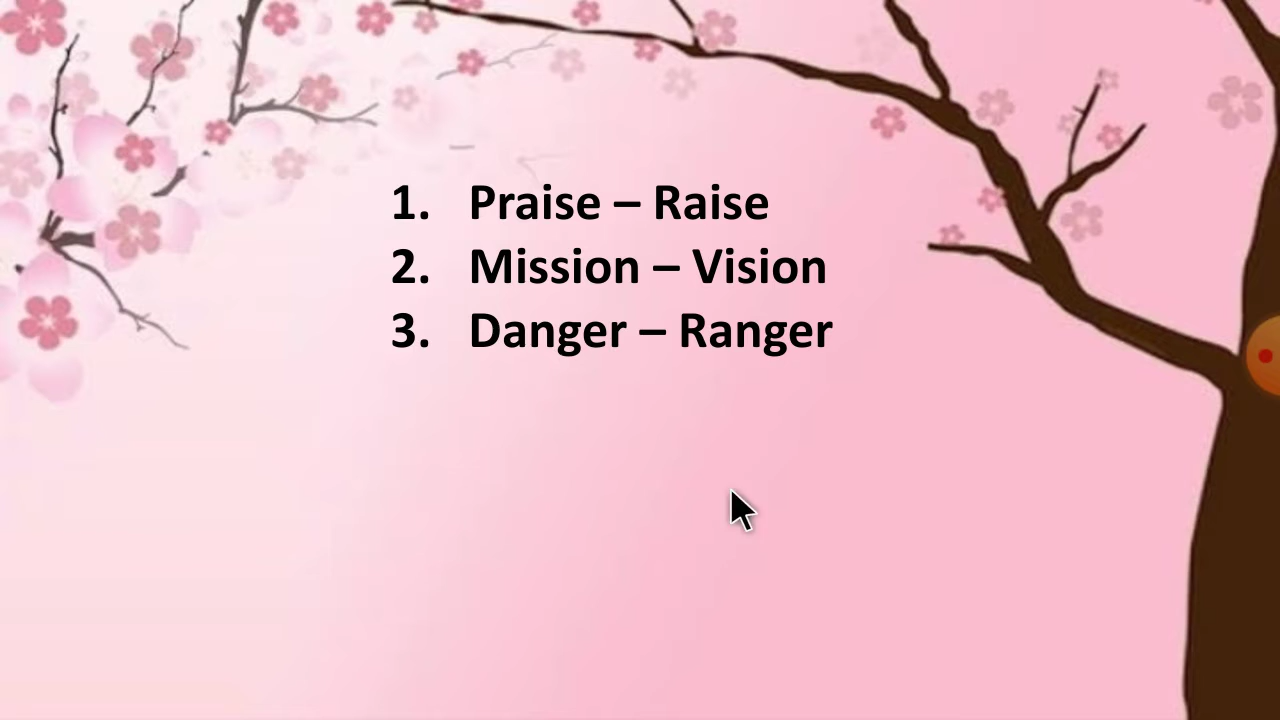 1. Praise – Raise
2. Mission – Vision
3. Danger – Ranger